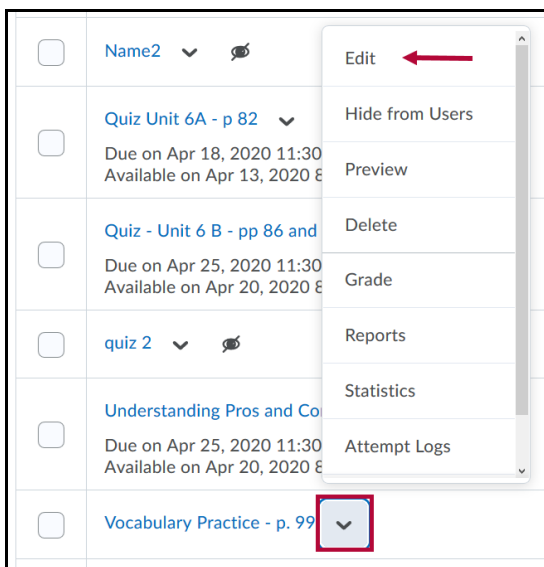 Name2
Quiz Unit 6A - p 82
Due on Apr 18, 2020 11:30
Available on Apr 13, 2020 8
Quiz - Unit 6 B - pp 86 and
Due on Apr 25, 2020 11:30
Available on Apr 20, 2020 8
quiz 2
Understanding Pros and Co
Due on Apr 25, 2020 11:30
Available on Apr 20, 2020 8
Vocabulary Practice - p. 99
Edit
Hide from Users
Preview
Delete
Grade
Reports
Statistics
Attempt Logs